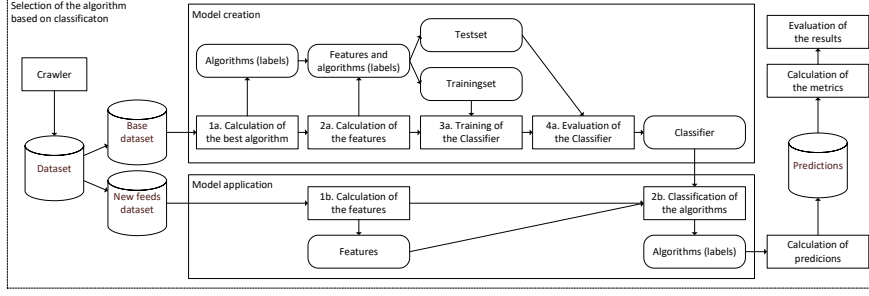 Selection of the algorithm
based on classificaton
Model creation
Evaluation of
the results
Testset
Algorithms (labels)
Features and
algorithms (labels)
Crawler
Trainingset
Calculation of
the metrics
Base
dataset
1a. Calculation of
the best algorithm
2a. Calculation of
the features
3a. Training of
the Classifier
4a. Evaluation of
the Classifier
Classifier
Dataset
Predictions
New feeds
dataset
Model application
1b. Calculation of
the features
2b. Classification of
the algorithms
Features
Algorithms (labels)
Calculation of
predicions